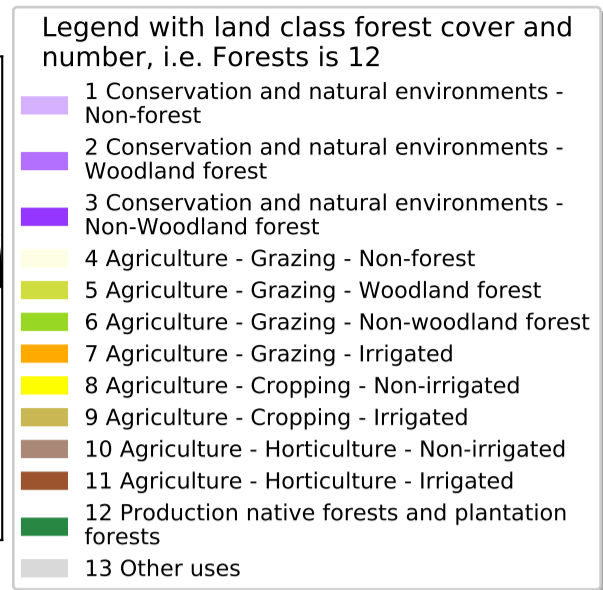 Legend with land class forest cover and
number, i.e. Forests is 12
1 Conservation and natural environments -
Non-forest
2 Conservation and natural environments -
Woodland forest
3 Conservation and natural environments -
Non-Woodland forest
4 Agriculture - Grazing - Non-forest
5 Agriculture - Grazing - Woodland forest
6 Agriculture - Grazing - Non-woodland forest
7 Agriculture - Grazing - Irrigated
8 Agriculture - Cropping - Non-irrigated
9 Agriculture - Cropping - Irrigated
10 Agriculture - Horticulture - Non-irrigated
11 Agriculture - Horticulture - Irrigated
12 Production native forests and plantation
forests
13 Other uses